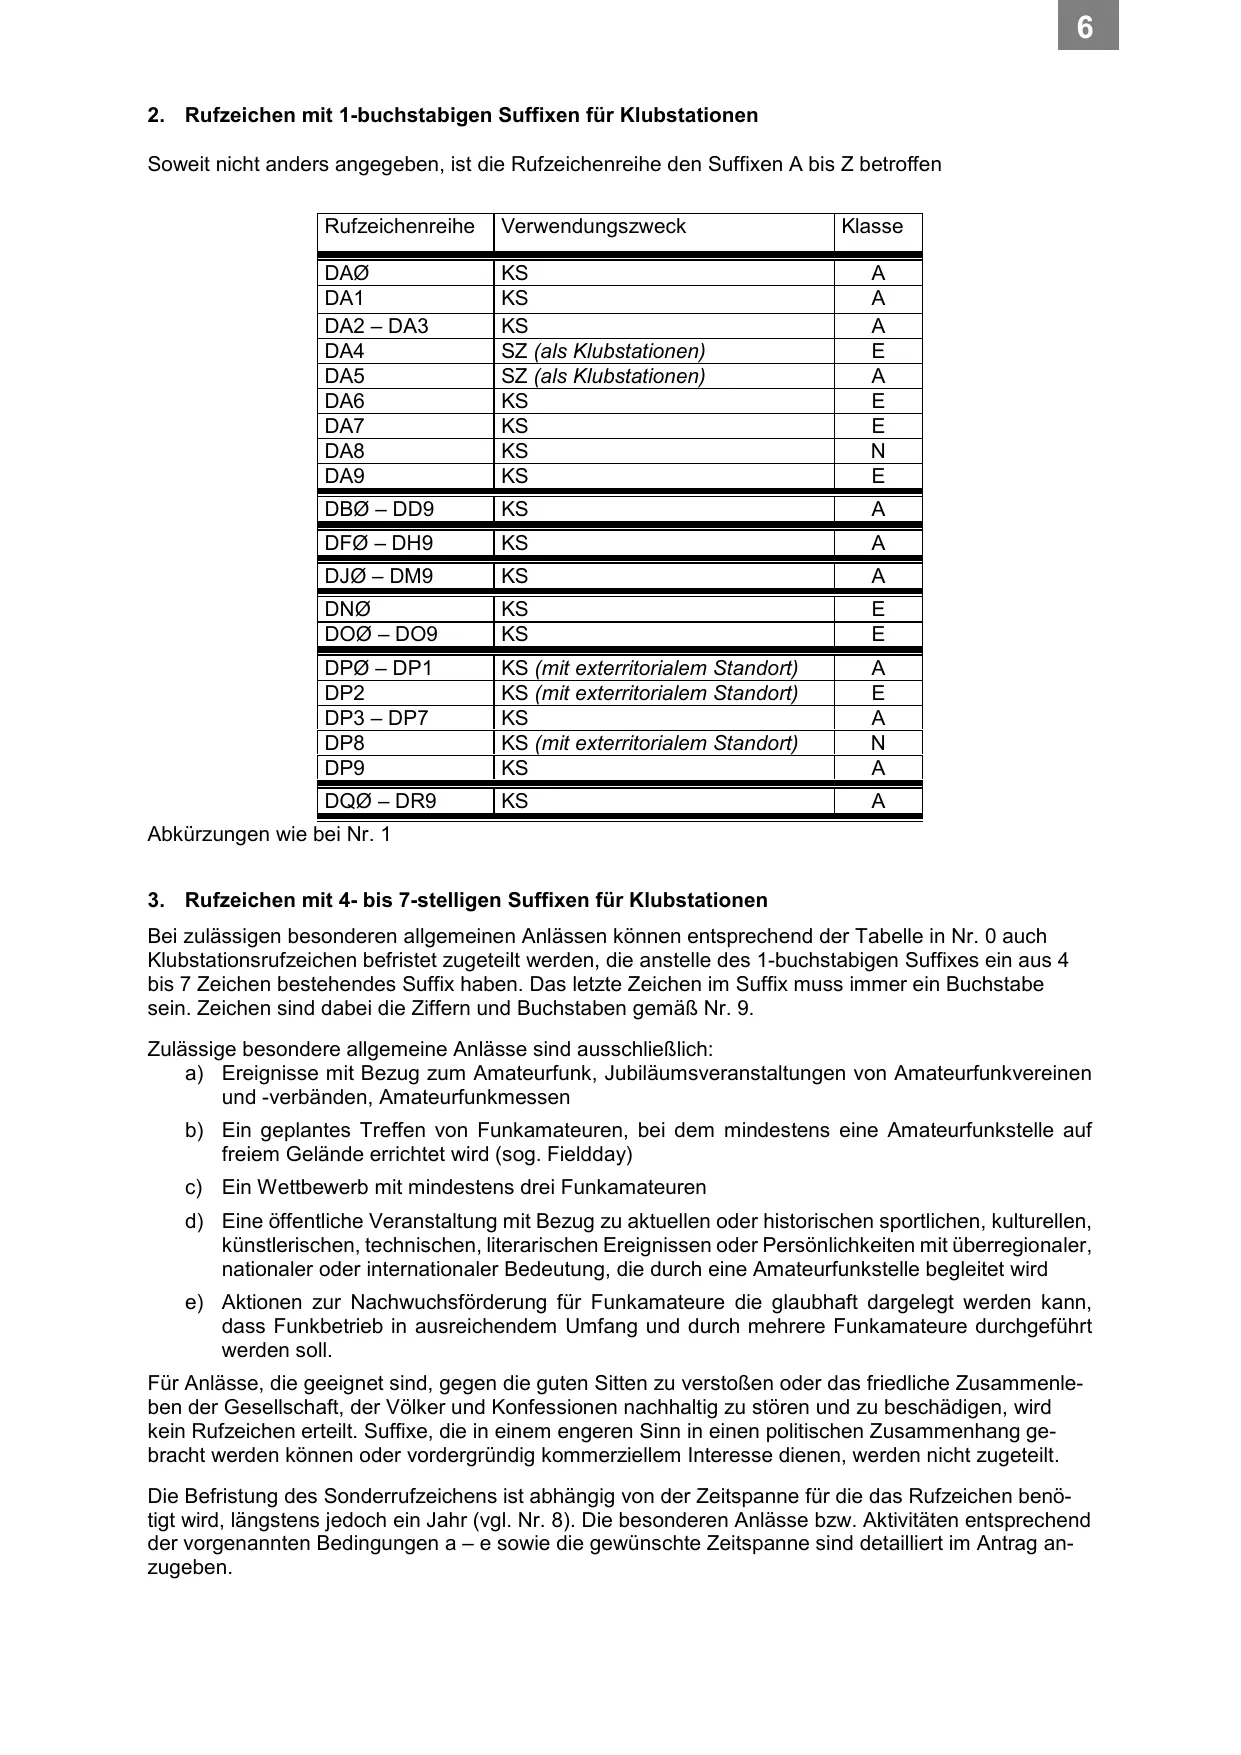 6
2. Rufzeichen mit 1-buchstabigen Suffixen für Klubstationen
Soweit nicht anders angegeben, ist die Rufzeichenreihe den Suffixen A bis Z betroffen
Rufzeichenreihe Verwendungszweck Klasse
DAØ KS A
DA1 KS A
DA2 – DA3 KS A
DA4 SZ (als Klubstationen) E
DA5 SZ (als Klubstationen) A
DA6 KS E
DA7 KS E
DA8 KS N
DA9 KS E
DBØ – DD9 KS A
DFØ – DH9 KS A
DJØ – DM9 KS A
DNØ KS E
DOØ – DO9 KS E
DPØ – DP1 KS (mit exterritorialem Standort) A
DP2 KS (mit exterritorialem Standort) E
DP3 – DP7 KS A
DP8 KS (mit exterritorialem Standort) N
DP9 KS A
DQØ – DR9 KS A
Abkürzungen wie bei Nr. 1
3. Rufzeichen mit 4- bis 7-stelligen Suffixen für Klubstationen
Bei zulässigen besonderen allgemeinen Anlässen können entsprechend der Tabelle in Nr. 0 auch
Klubstationsrufzeichen befristet zugeteilt werden, die anstelle des 1-buchstabigen Suffixes ein aus 4
bis 7 Zeichen bestehendes Suffix haben. Das letzte Zeichen im Suffix muss immer ein Buchstabe
sein. Zeichen sind dabei die Ziffern und Buchstaben gemäß Nr. 9.
Zulässige besondere allgemeine Anlässe sind ausschließlich:
a) Ereignisse mit Bezug zum Amateurfunk, Jubiläumsveranstaltungen von Amateurfunkvereinen
und -verbänden, Amateurfunkmessen
b) Ein geplantes Treffen von Funkamateuren, bei dem mindestens eine Amateurfunkstelle auf
freiem Gelände errichtet wird (sog. Fieldday)
c) Ein Wettbewerb mit mindestens drei Funkamateuren
d) Eine öffentliche Veranstaltung mit Bezug zu aktuellen oder historischen sportlichen, kulturellen,
künstlerischen, technischen, literarischen Ereignissen oder Persönlichkeiten mit überregionaler,
nationaler oder internationaler Bedeutung, die durch eine Amateurfunkstelle begleitet wird
e) Aktionen zur Nachwuchsförderung für Funkamateure die glaubhaft dargelegt werden kann,
dass Funkbetrieb in ausreichendem Umfang und durch mehrere Funkamateure durchgeführt
werden soll.
Für Anlässe, die geeignet sind, gegen die guten Sitten zu verstoßen oder das friedliche Zusammenle-
ben der Gesellschaft, der Völker und Konfessionen nachhaltig zu stören und zu beschädigen, wird
kein Rufzeichen erteilt. Suffixe, die in einem engeren Sinn in einen politischen Zusammenhang ge-
bracht werden können oder vordergründig kommerziellem Interesse dienen, werden nicht zugeteilt.
Die Befristung des Sonderrufzeichens ist abhängig von der Zeitspanne für die das Rufzeichen benö-
tigt wird, längstens jedoch ein Jahr (vgl. Nr. 8). Die besonderen Anlässe bzw. Aktivitäten entsprechend
der vorgenannten Bedingungen a – e sowie die gewünschte Zeitspanne sind detailliert im Antrag an-
zugeben.